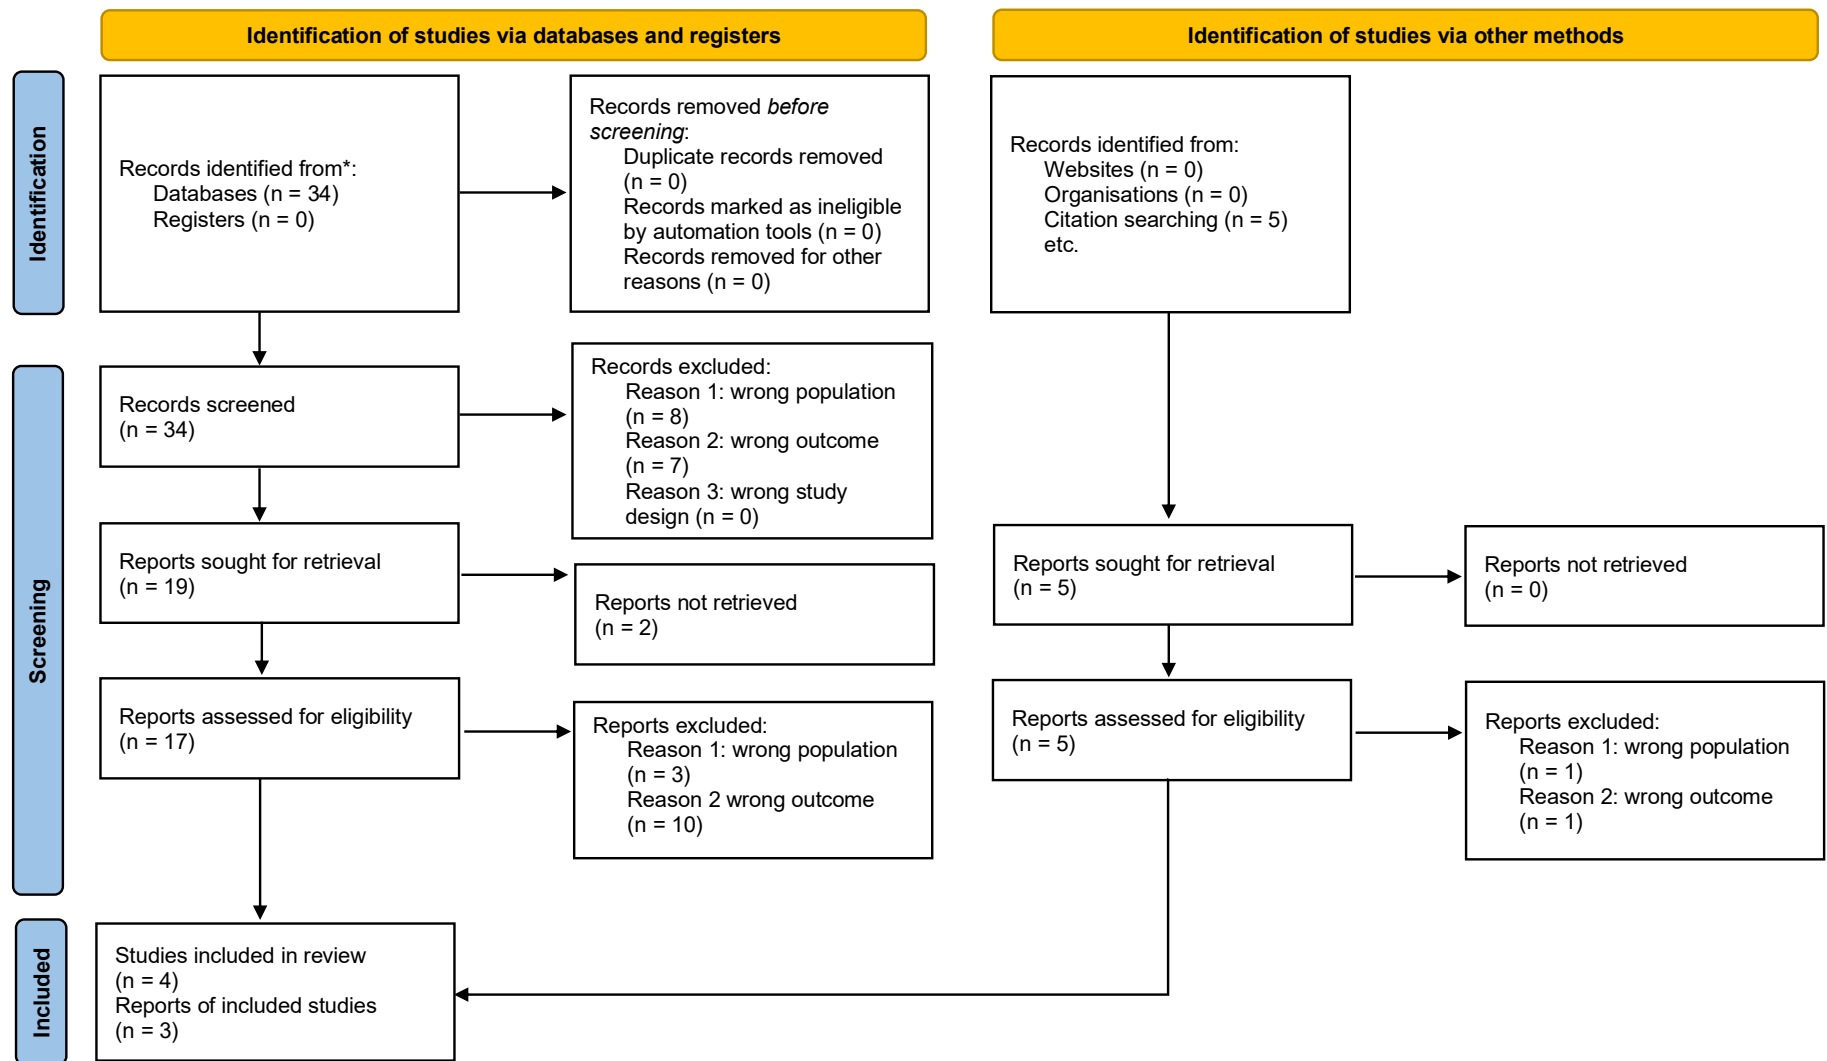 Identification of studies via databases and registers
Identification of studies via other methods
Identification
Records identified from*:
Databases (n = 34)
Registers (n = 0)
Records removed before
screening:
Duplicate records removed
(n = 0)
Records marked as ineligible
by automation tools (n = 0)
Records removed for other
reasons (n = 0)
Records identified from:
Websites (n = 0)
Organisations (n = 0)
Citation searching (n = 5)
etc.
Screening
Records screened
(n = 34)
Records excluded:
Reason 1: wrong population
(n = 8)
Reason 2: wrong outcome
(n = 7)
Reason 3: wrong study
design (n = 0)
Reports sought for retrieval
(n = 19)
Reports not retrieved
(n = 2)
Reports sought for retrieval
(n = 5)
Reports not retrieved
(n = 0)
Reports assessed for eligibility
(n = 17)
Reports excluded:
Reason 1: wrong population
(n = 3)
Reason 2 wrong outcome
(n = 10)
Reports assessed for eligibility
(n = 5)
Reports excluded:
Reason 1: wrong population
(n = 1)
Reason 2: wrong outcome
(n = 1)
Included
Studies included in review
(n = 4)
Reports of included studies
(n = 3)